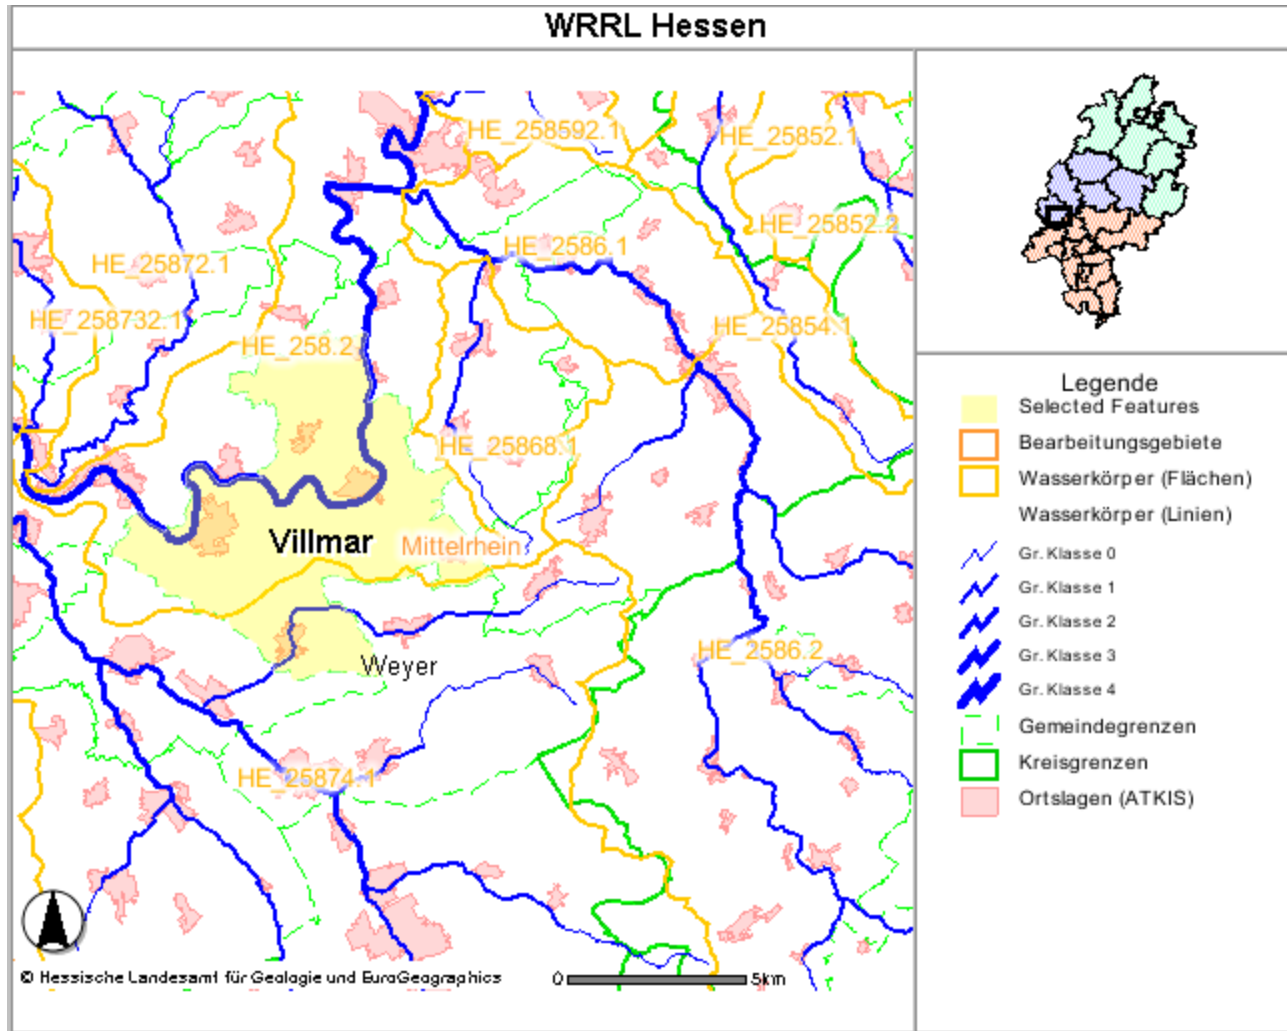 WRRL Hessen
HE_258592.1
HE_25852.1
HE_25852.2
HE_2586.1
HE_25872.1
HE_258732.1
HE_258.2
HE_25854.1
HE_25868.1
Villmar
Mittelrhein
Weyer
HE_2586.2
HE_25874.1
© Hessische Landesamt für Geologie und EuroGeographics
0 5km
Legende
Selected Features
Bearbeitungsgebiete
Wasserkörper (Flächen)
Wasserkörper (Linien)
Gr. Klasse 0
Gr. Klasse 1
Gr. Klasse 2
Gr. Klasse 3
Gr. Klasse 4
Gemeindegrenzen
Kreisgrenzen
Ortslagen (ATKIS)